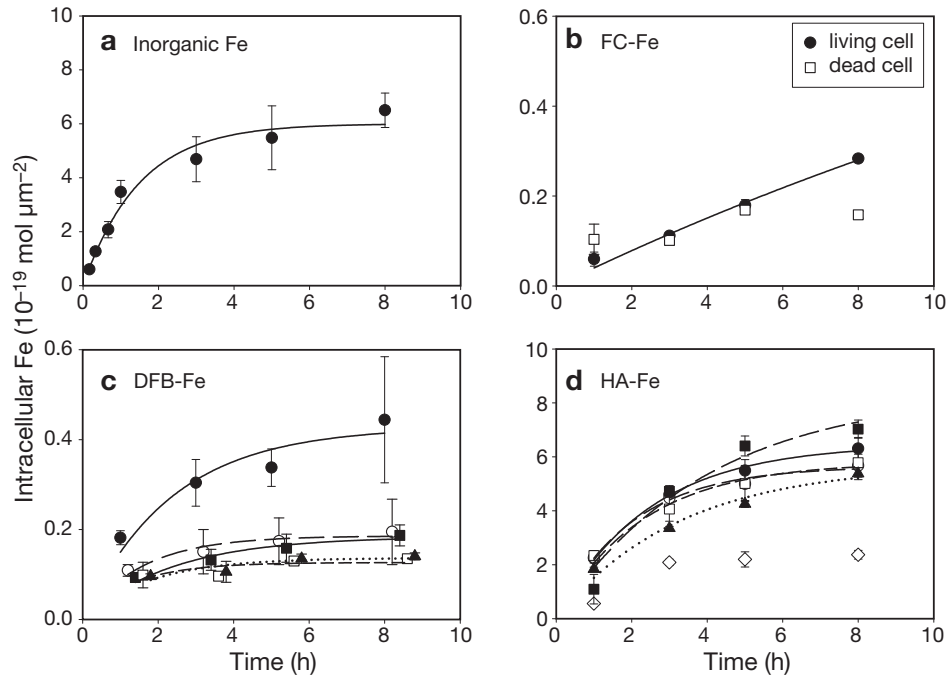 Intracellular Fe (10⁻¹⁹ mol μm⁻²)
a Inorganic Fe
10
8
6
4
2
0
0 2 4 6 8 10
b FC-Fe
living cell
dead cell
0.6
0.4
0.2
0.0
0 2 4 6 8 10
c DFB-Fe
0.6
0.4
0.2
0.0
0 2 4 6 8 10
Time (h)
d HA-Fe
10
8
6
4
2
0
0 2 4 6 8 10
Time (h)